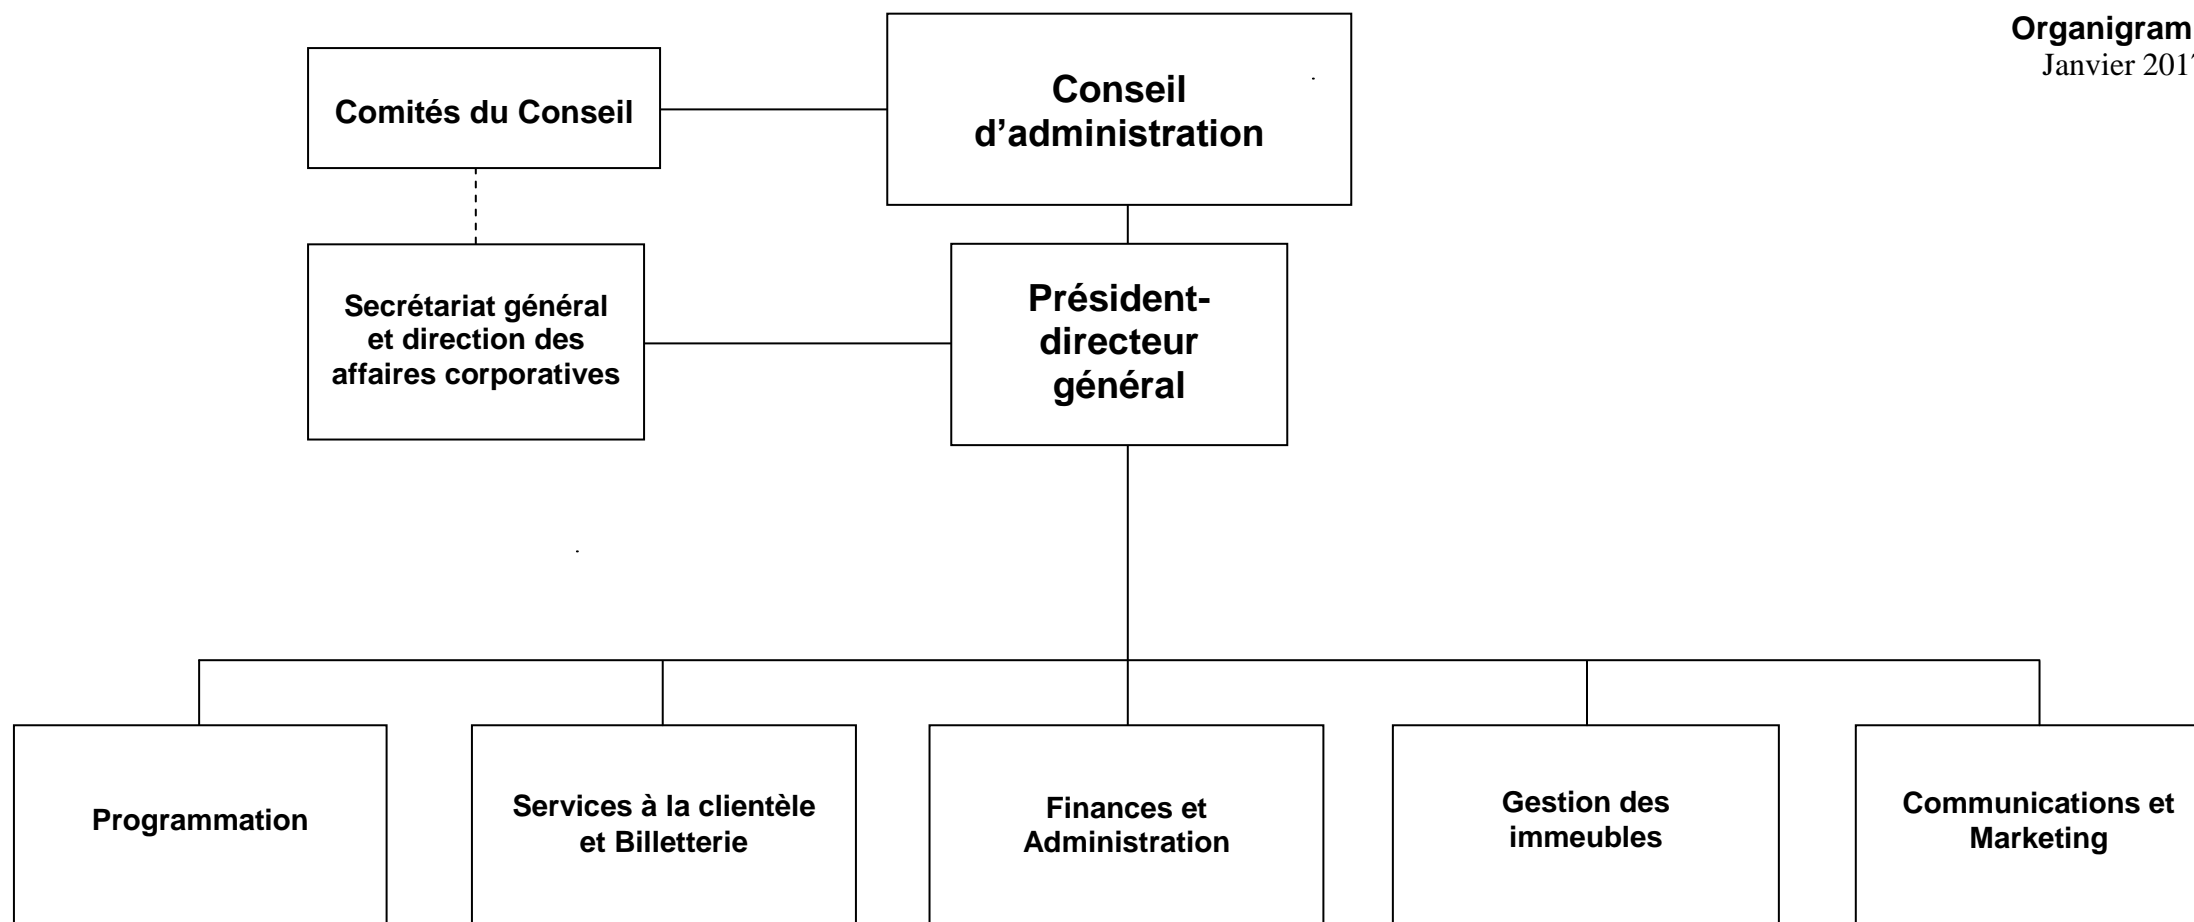 Organigram
Janvier 2017
Comités du Conseil
Conseil
d’administration
Secrétariat général
et direction des
affaires corporatives
Président-
directeur
général
Programmation
Services à la clientèle
et Billetterie
Finances et
Administration
Gestion des
immeubles
Communications et
Marketing